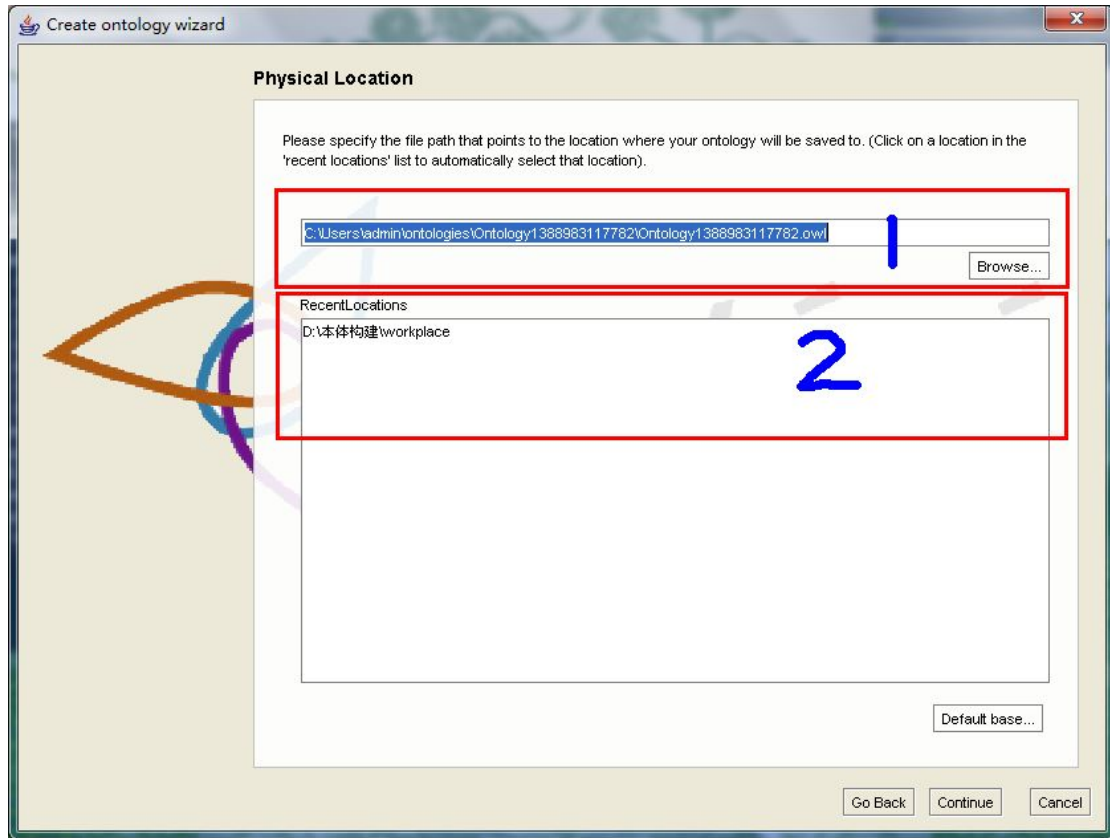 Create ontology wizard
Physical Location
Please specify the file path that points to the location where your ontology will be saved to. (Click on a location in the
'recent locations' list to automatically select that location).
C:\Users\admin\ontologies\Ontology1388983117782\Ontology1388983117782.owl
1
Browse...
RecentLocations
D:\本体构建\workplace
2
Default base...
Go Back
Continue
Cancel